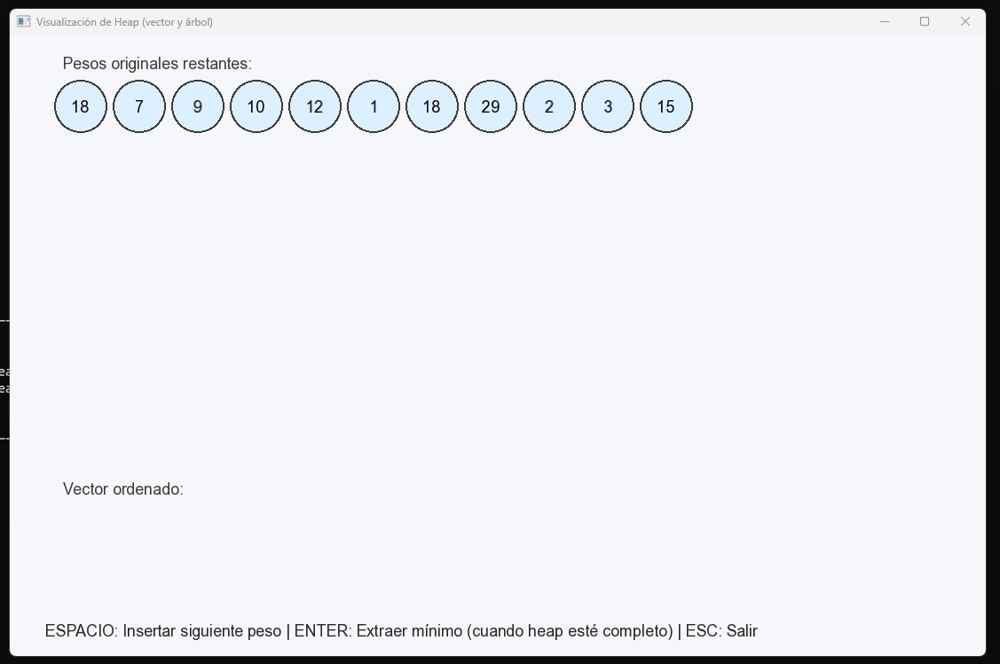 Visualización de Heap (vector y árbol)
Pesos originales restantes:
18 7 9 10 12 1 18 29 2 3 15
Vector ordenado:
ESPACIO: Insertar siguiente peso | ENTER: Extraer mínimo (cuando heap esté completo) | ESC: Salir